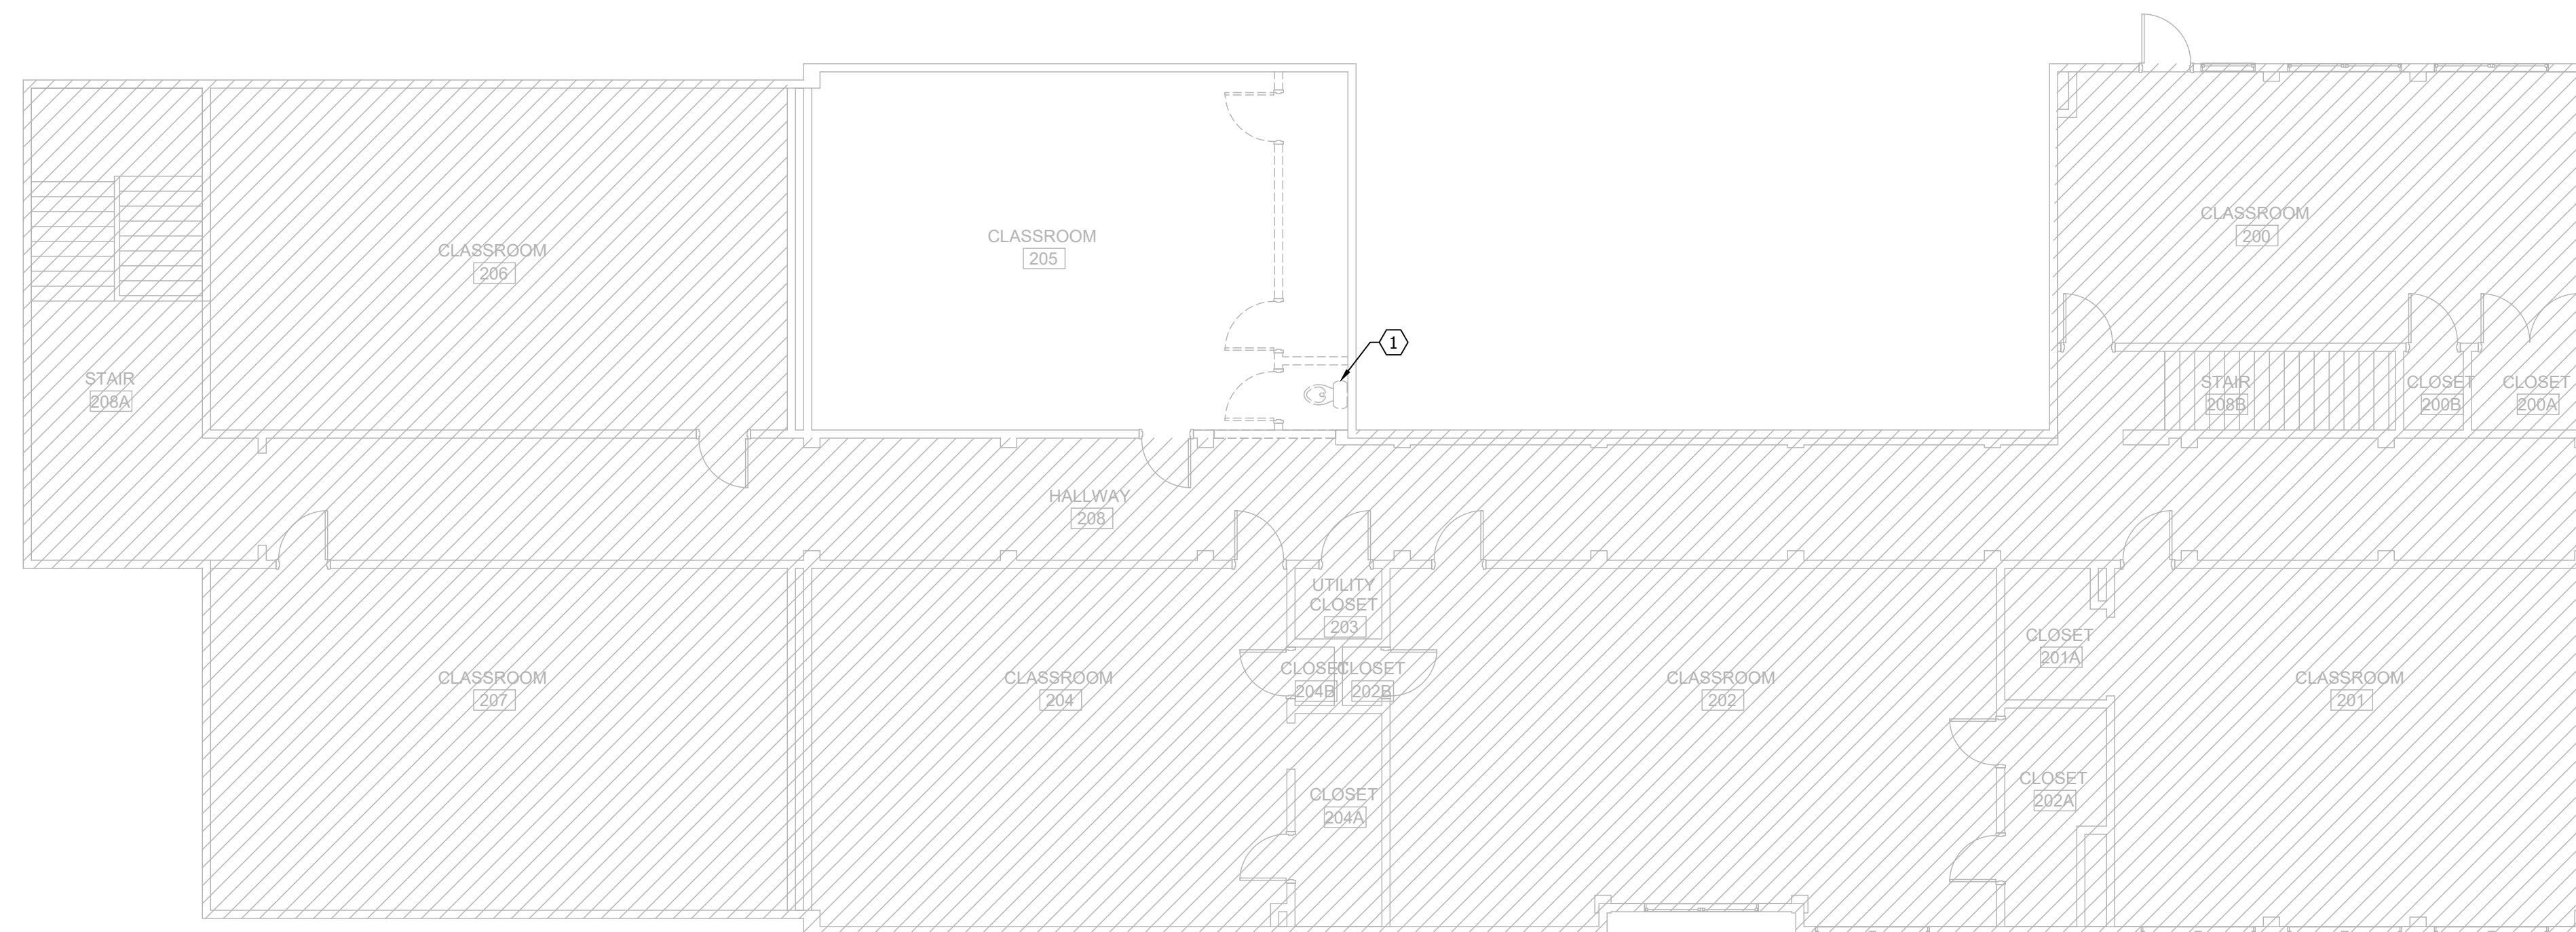 CLASSROOM
206
CLASSROOM
205
CLASSROOM
200
1
STAIR
208A
STAIR
208B
CLOSET
200B
CLOSET
200A
HALLWAY
208
UTILITY
CLOSET
203
CLOSET
204B
CLOSET
202B
CLOSET
201A
CLASSROOM
207
CLASSROOM
204
CLASSROOM
202
CLASSROOM
201
CLOSET
204A
CLOSET
202A